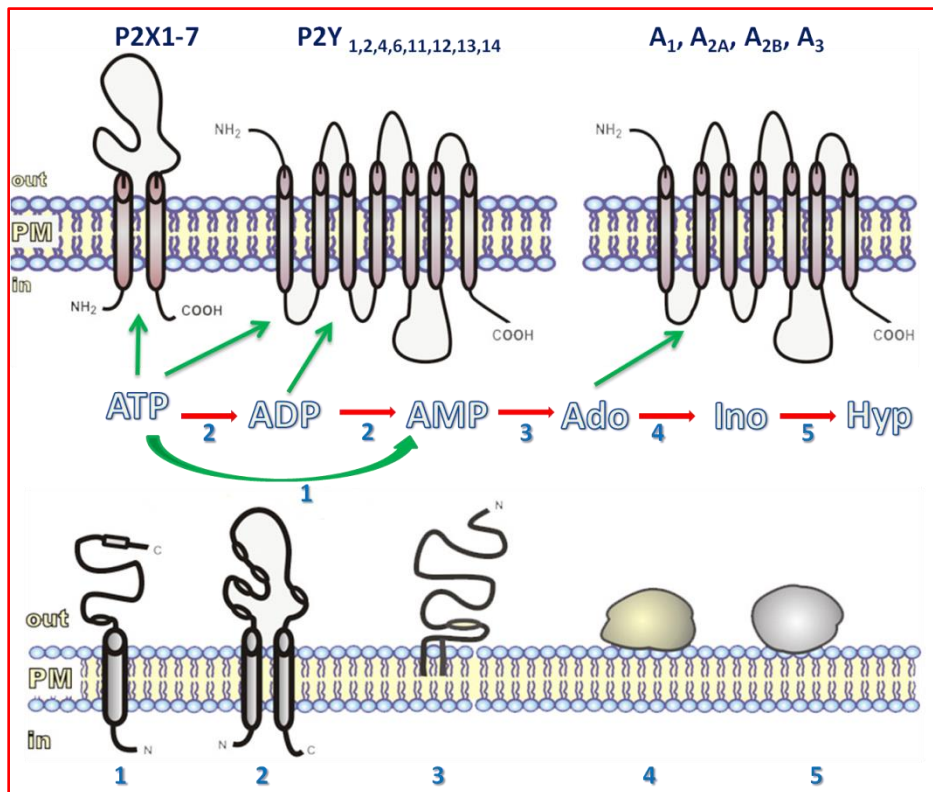 P2X1-7 P2Y 1,2,4,6,11,12,13,14 A1, A2A, A2B, A3
NH2 NH2
out
PM
in
NH2 COOH COOH COOH
ATP ADP AMP Ado Ino Hyp
2 2 3 4 5
1
N
C
out
PM
in
N N C
1 2 3 4 5